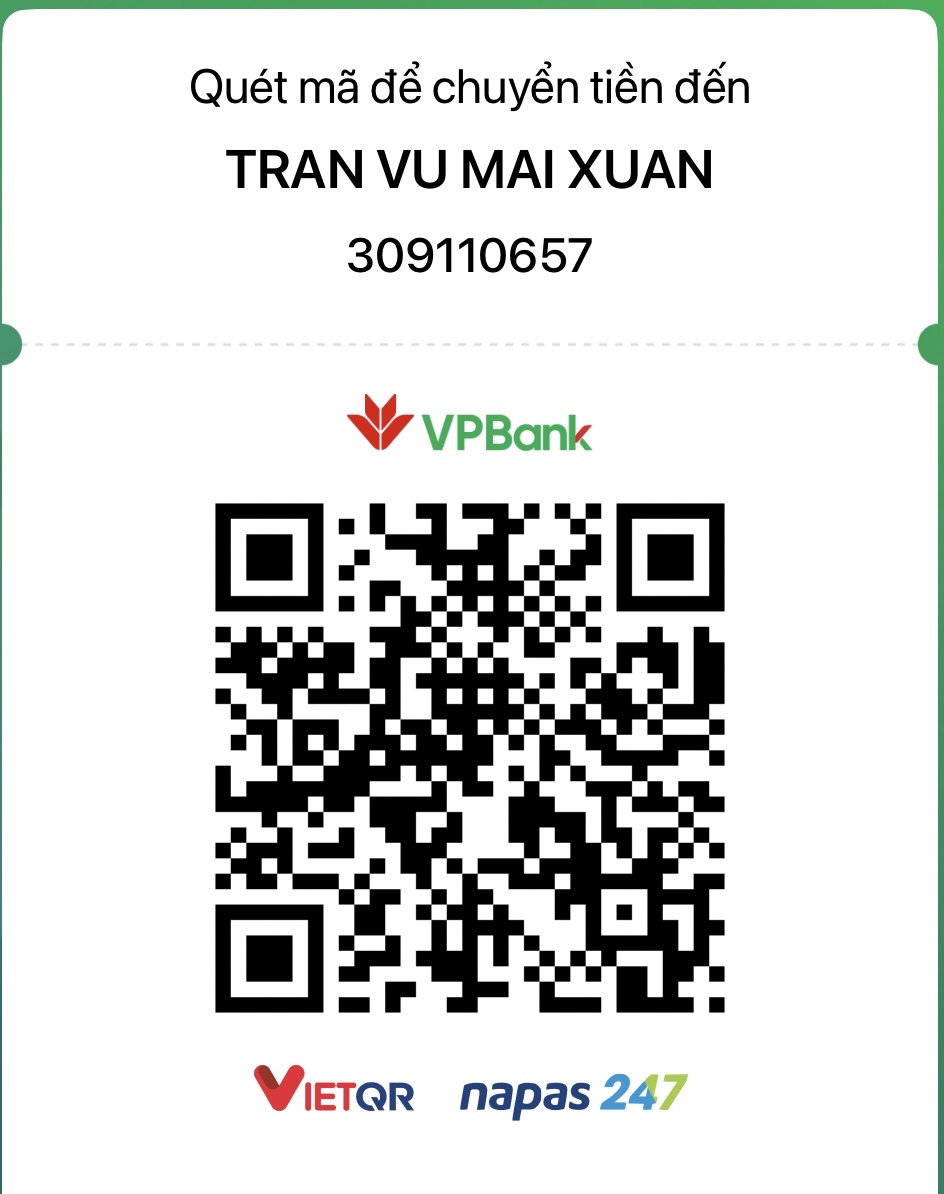 Quét mã để chuyển tiền đến
TRAN VU MAI XUAN
309110657
VPBank
VIETQR napas 247